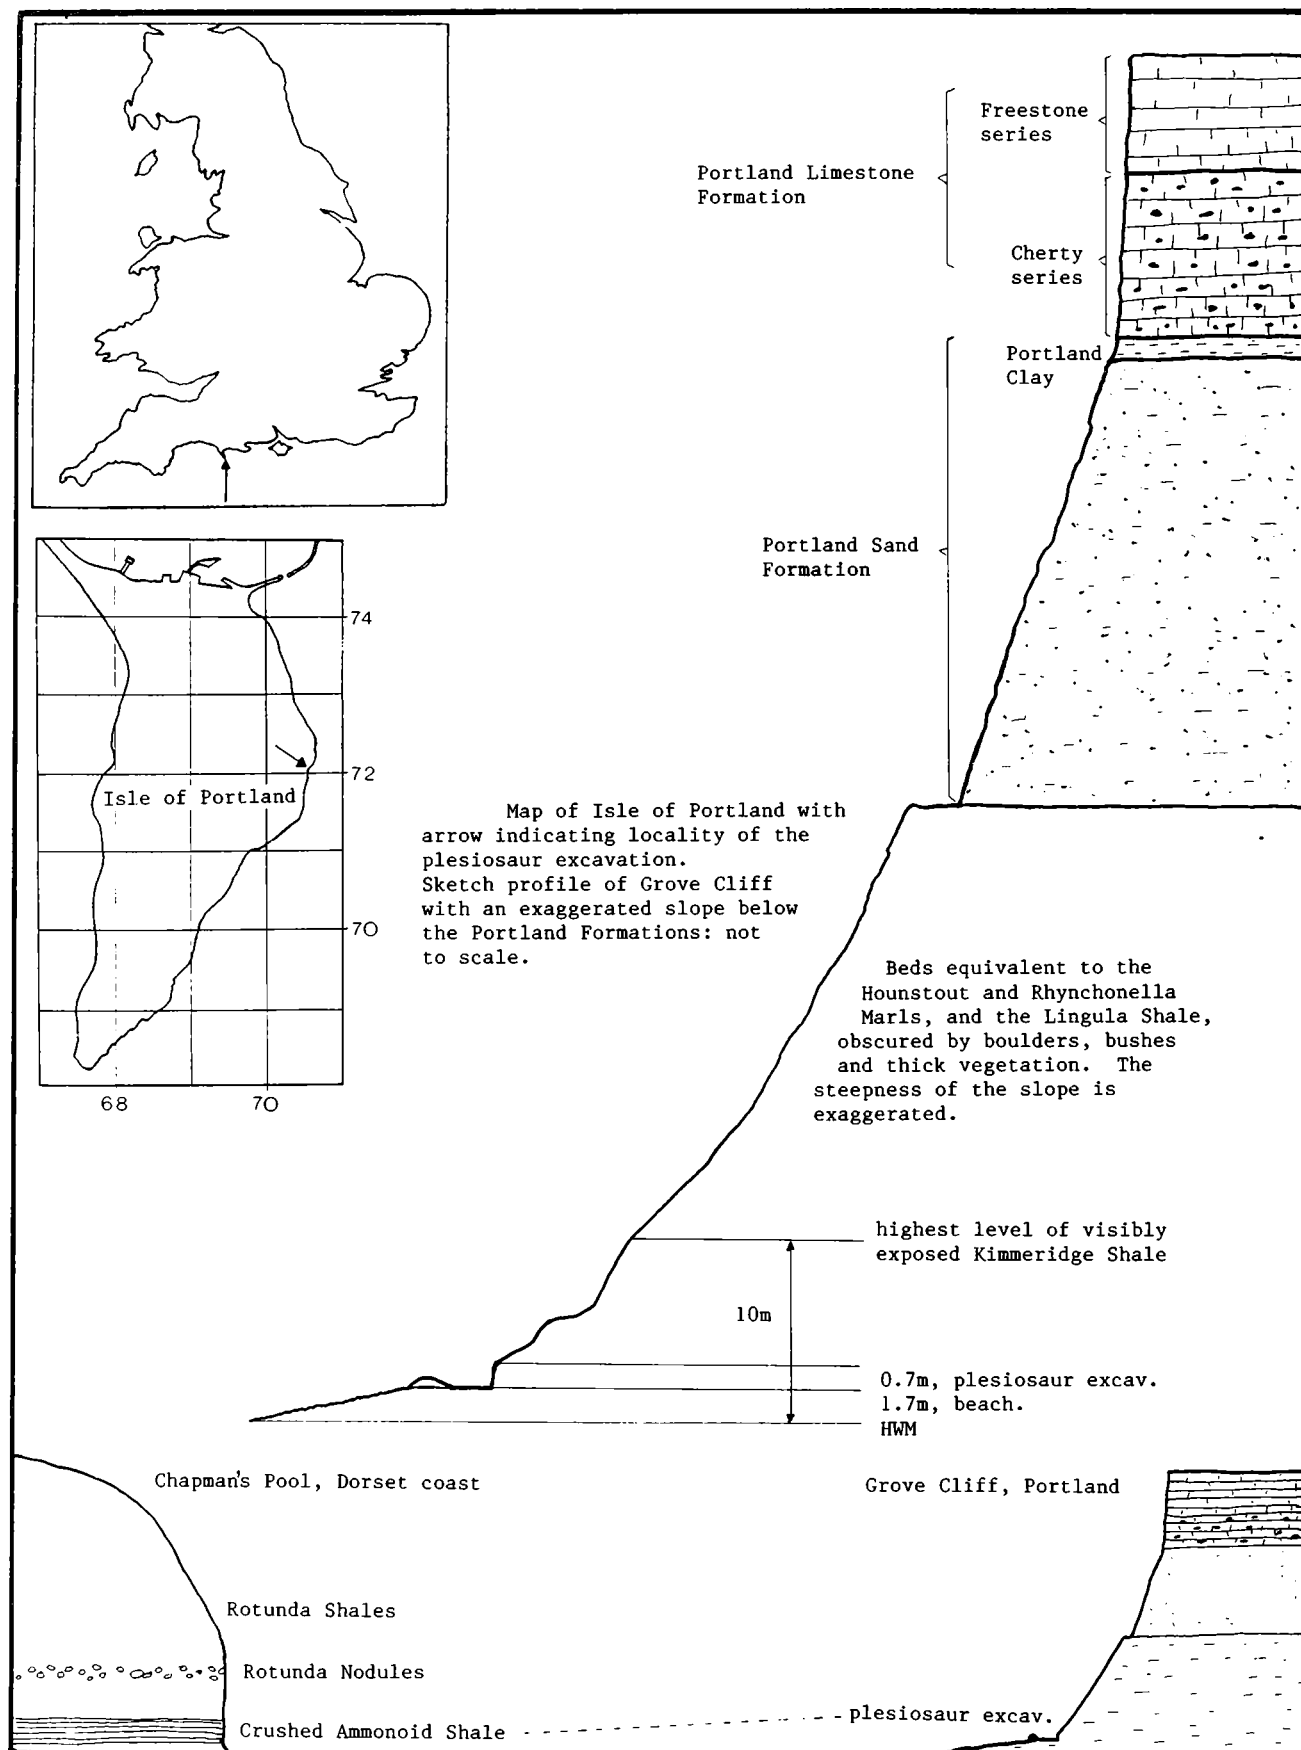 Freestone
series
Portland Limestone
Formation
Cherty
series
Portland
Clay
Portland Sand
Formation
74
72
70
68
70
Isle of Portland
Map of Isle of Portland with
arrow indicating locality of the
plesiosaur excavation.
Sketch profile of Grove Cliff
with an exaggerated slope below
the Portland Formations: not
to scale.
Beds equivalent to the
Hounstout and Rhynchonella
Marls, and the Lingula Shale,
obscured by boulders, bushes
and thick vegetation. The
steepness of the slope is
exaggerated.
highest level of visibly
exposed Kimmeridge Shale
10m
0.7m, plesiosaur excav.
1.7m, beach.
HWM
Chapman's Pool, Dorset coast
Grove Cliff, Portland
Rotunda Shales
Rotunda Nodules
Crushed Ammonoid Shale
plesiosaur excav.